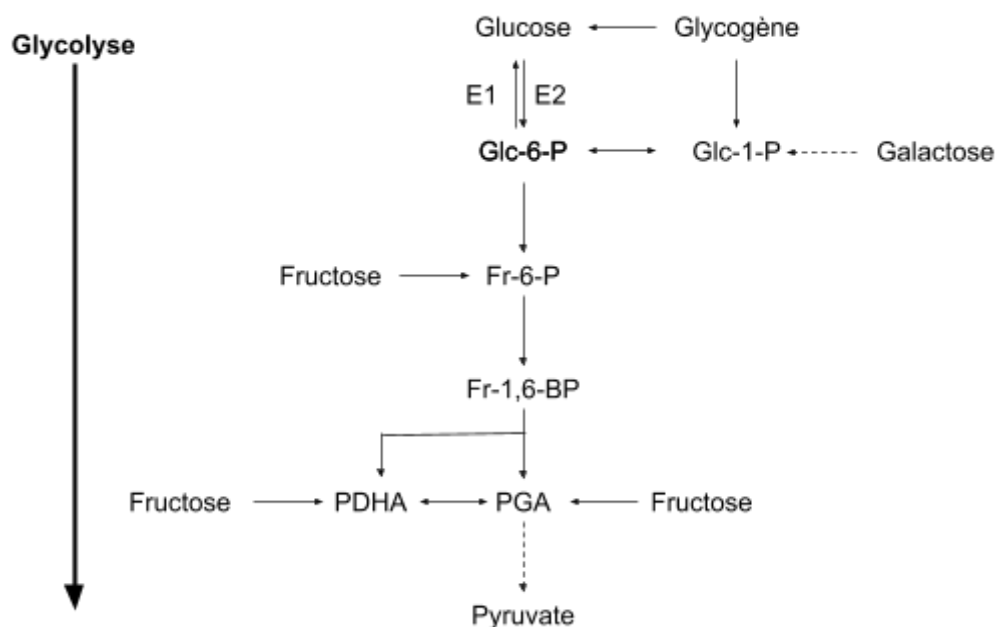 Glycolyse
Glucose Glycogène
E1 E2
Glc-6-P Glc-1-P Galactose
Fructose Fr-6-P
Fr-1,6-BP
Fructose PDHA PGA Fructose
Pyruvate